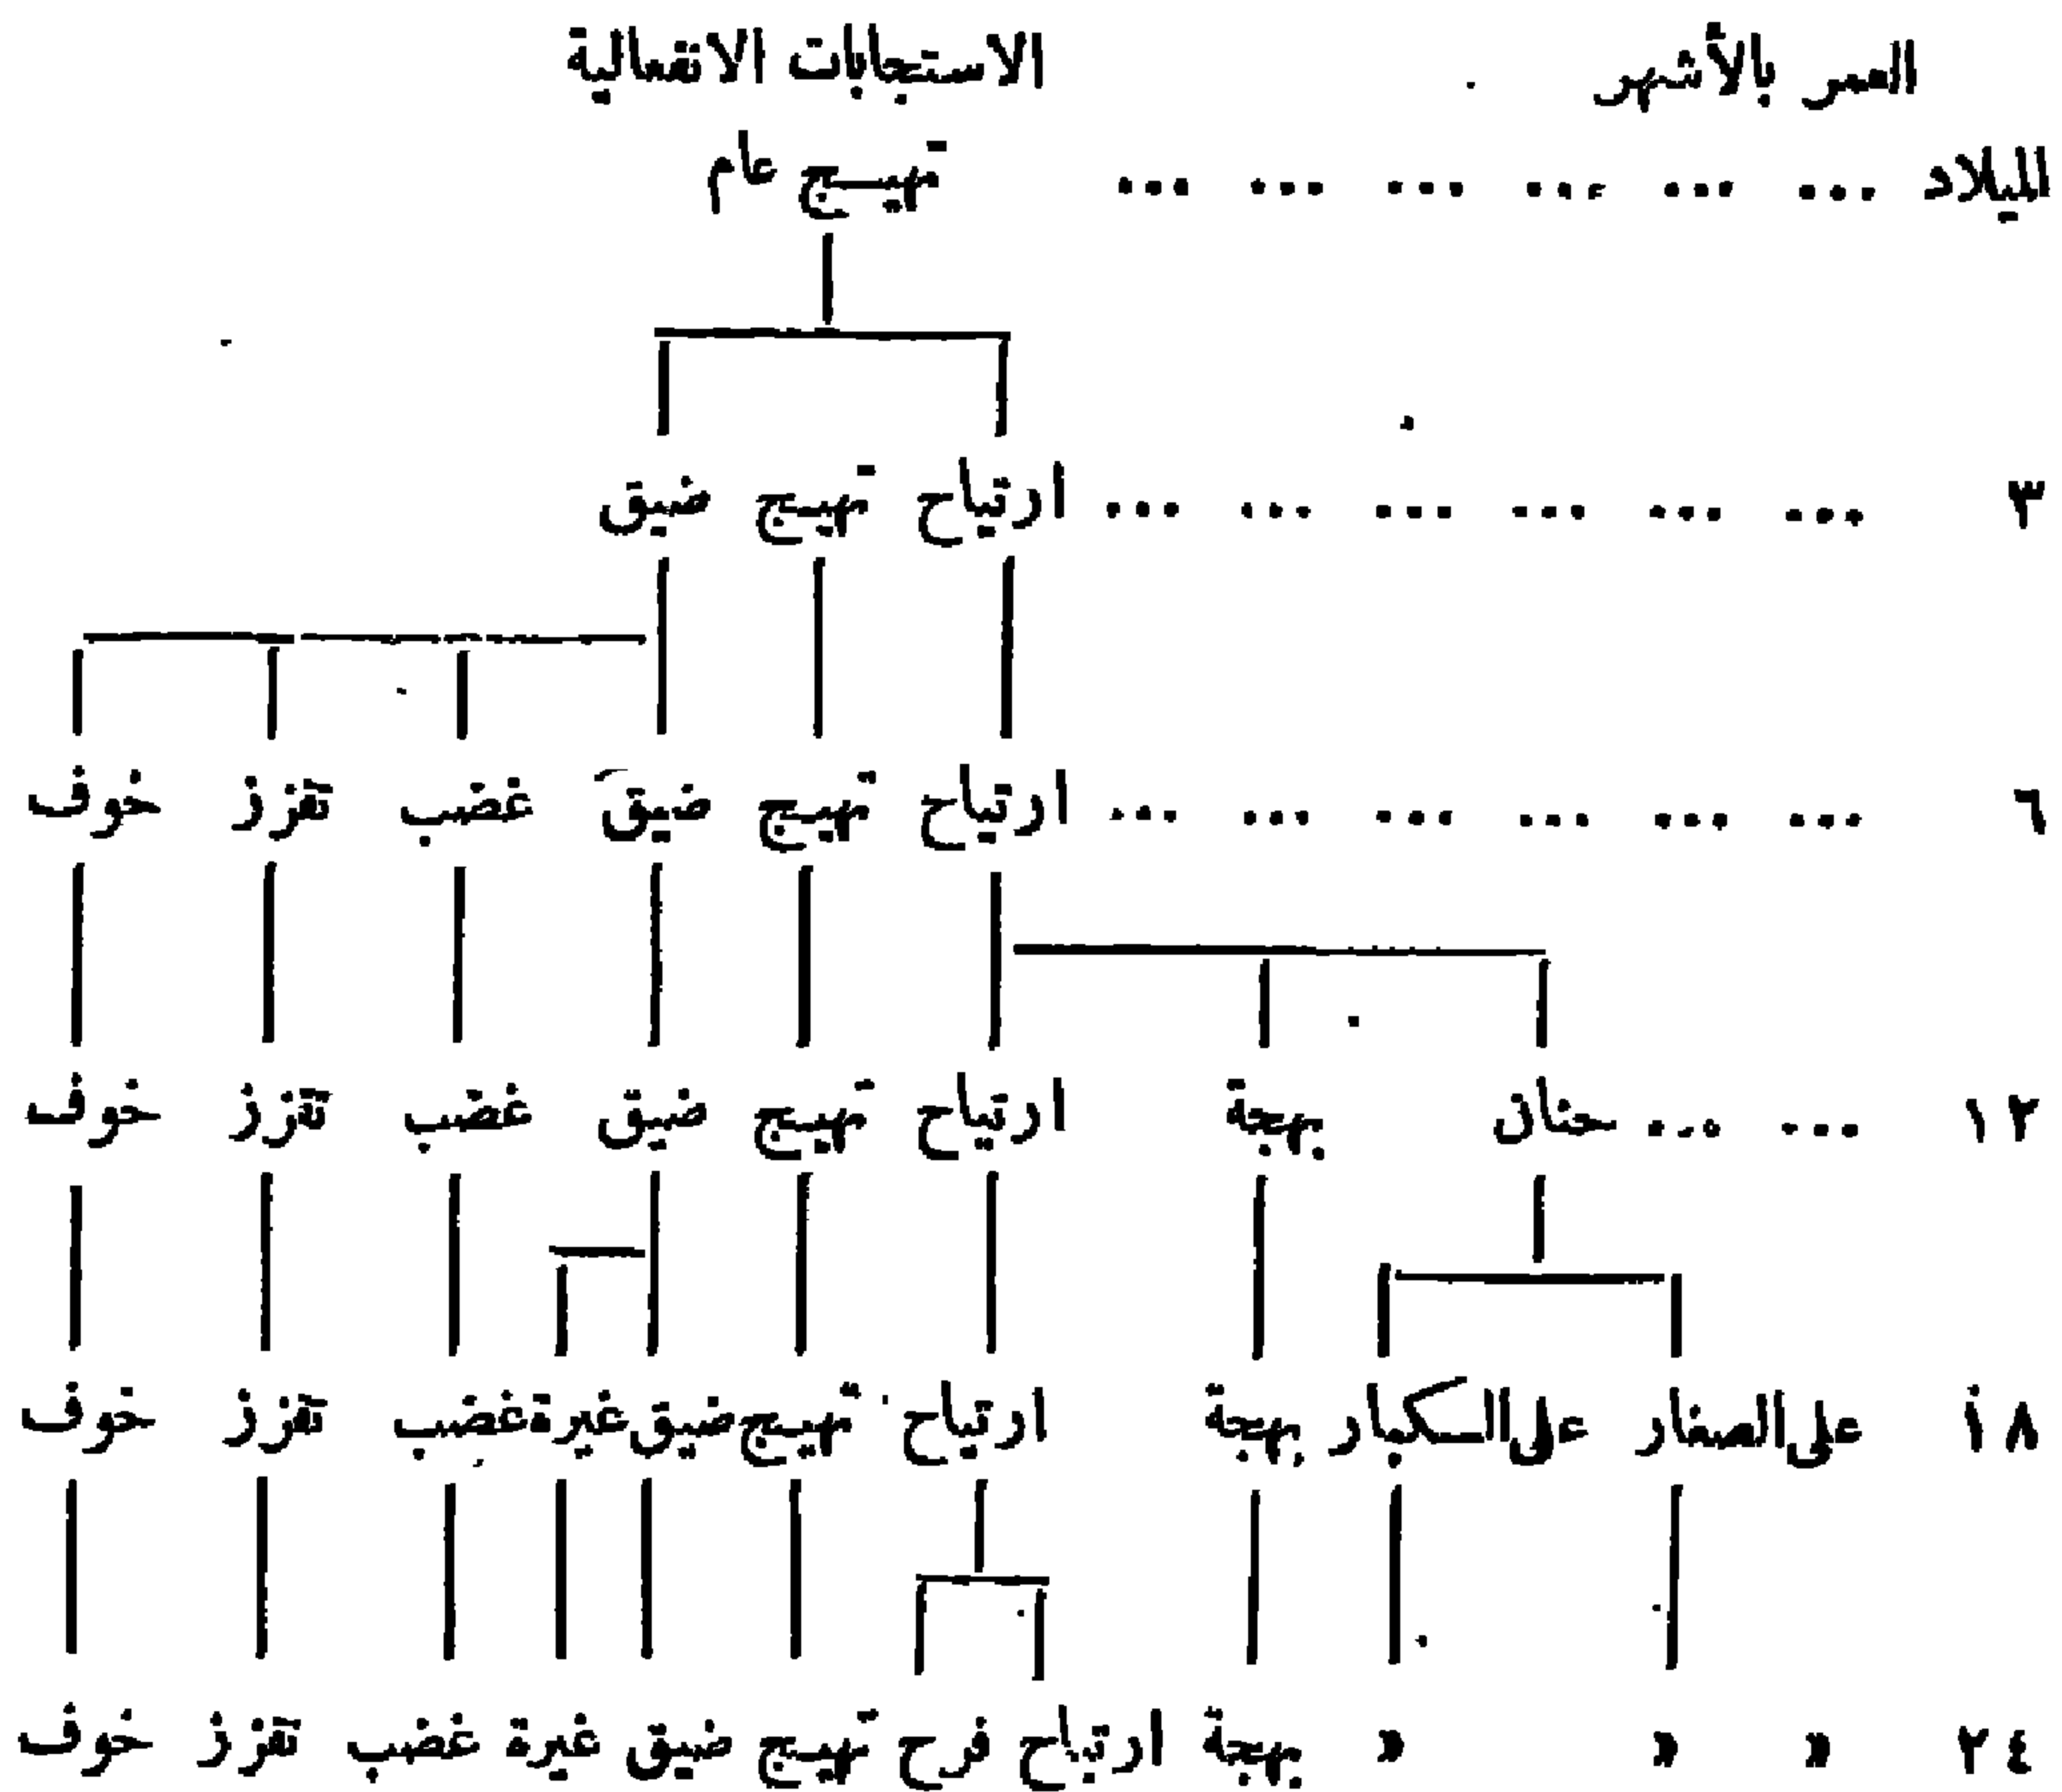 العمر بالأشهر الاستجابات الانفعالية
الميلاد ... ... ... ... ... ... تهيج عام
٣ ... ... ... ... ... ... ارتياح تهيج ضيق
٦ ... ... ... ... ... ... ارتياح تهيج ضيق غضب تقزز خوف
١٢ ... ... حنان بهجة ارتياح تهيج ضيق غضب تقزز خوف
١٨ على الصغار على الكبار بهجة ارتياح تهيج ضيق غيرة غضب تقزز خوف
٢٤ » » » بهجة ارتياح فرح تهيج ضيق غيرة غضب تقزز خوف